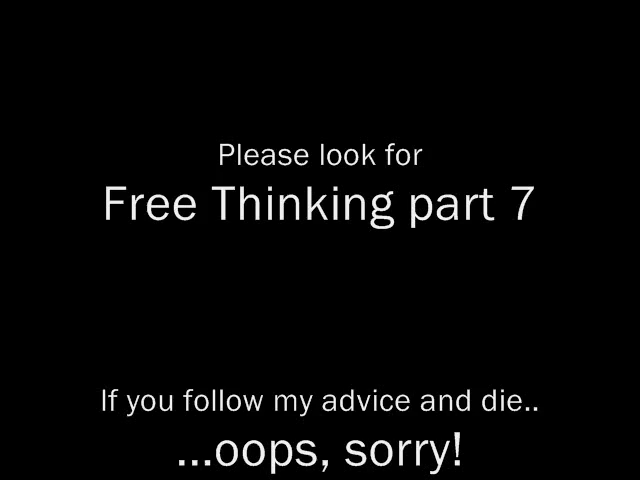 Please look for
Free Thinking part 7
If you follow my advice and die..
...oops, sorry!